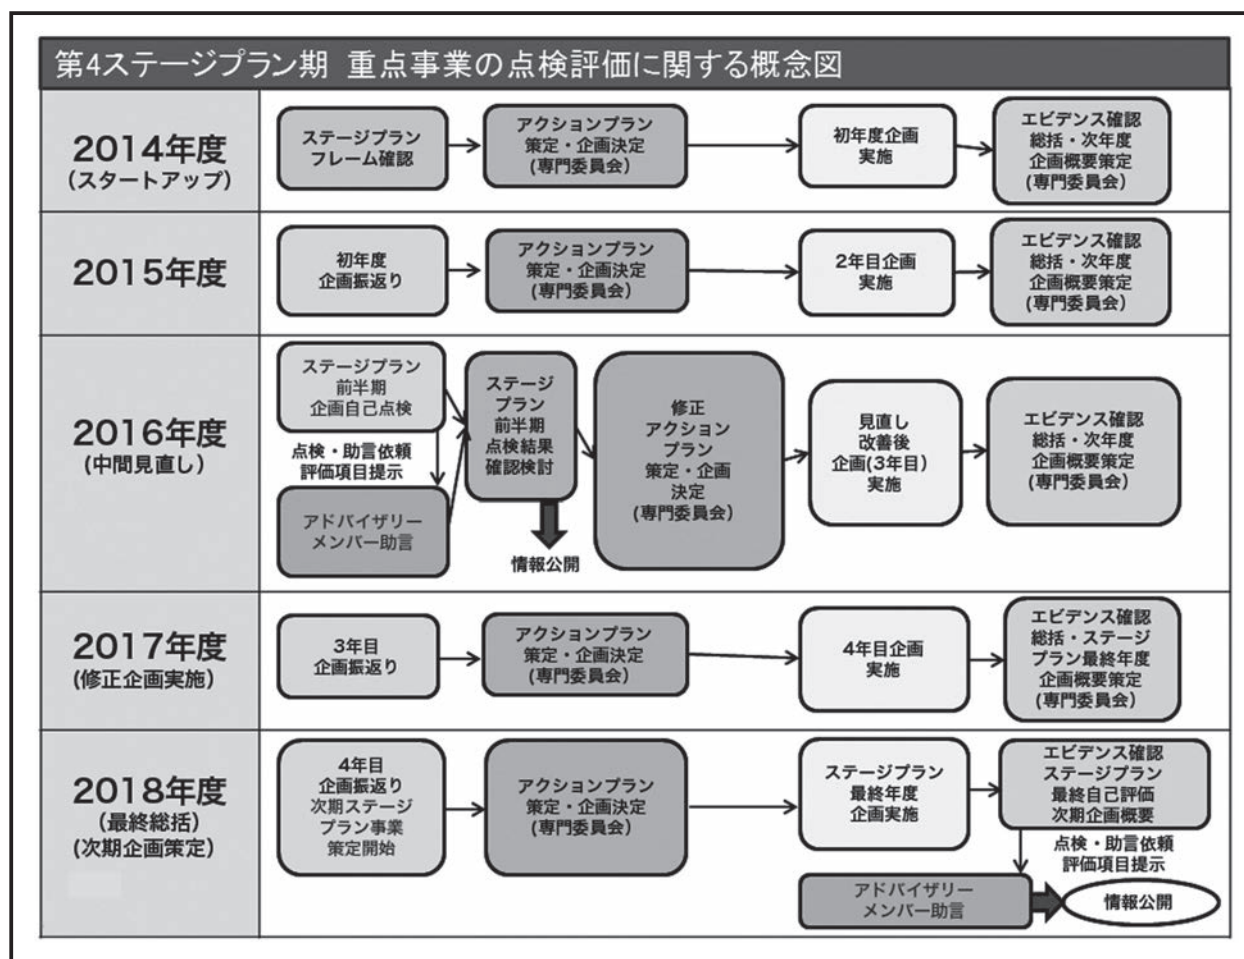 第4ステージプラン期 重点事業の点検評価に関する概念図
2014年度
（スタートアップ）
ステージプラン
フレーム確認
アクションプラン
策定・企画決定
(専門委員会)
初年度企画
実施
エビデンス確認
総括・次年度
企画概要策定
(専門委員会)
2015年度
初年度
企画振返り
アクションプラン
策定・企画決定
(専門委員会)
2年目企画
実施
エビデンス確認
総括・次年度
企画概要策定
(専門委員会)
2016年度
(中間見直し)
ステージプラン
前半期
企画自己点検
点検・助言依頼
評価項目提示
アドバイザリー
メンバー助言
ステージ
プラン
前半期
点検結果
確認検討
情報公開
修正
アクション
プラン
策定・企画
決定
(専門委員会)
見直し
改善後
企画(3年目)
実施
エビデンス確認
総括・次年度
企画概要策定
(専門委員会)
2017年度
(修正企画実施)
3年目
企画振返り
アクションプラン
策定・企画決定
(専門委員会)
4年目企画
実施
エビデンス確認
総括・ステージ
プラン最終年度
企画概要策定
(専門委員会)
2018年度
（最終総括）
(次期企画策定)
4年目
企画振返り
次期ステージ
プラン事業
策定開始
アクションプラン
策定・企画決定
(専門委員会)
ステージプラン
最終年度
企画実施
エビデンス確認
ステージプラン
最終自己評価
次期企画概要
点検・助言依頼
評価項目提示
アドバイザリー
メンバー助言
情報公開